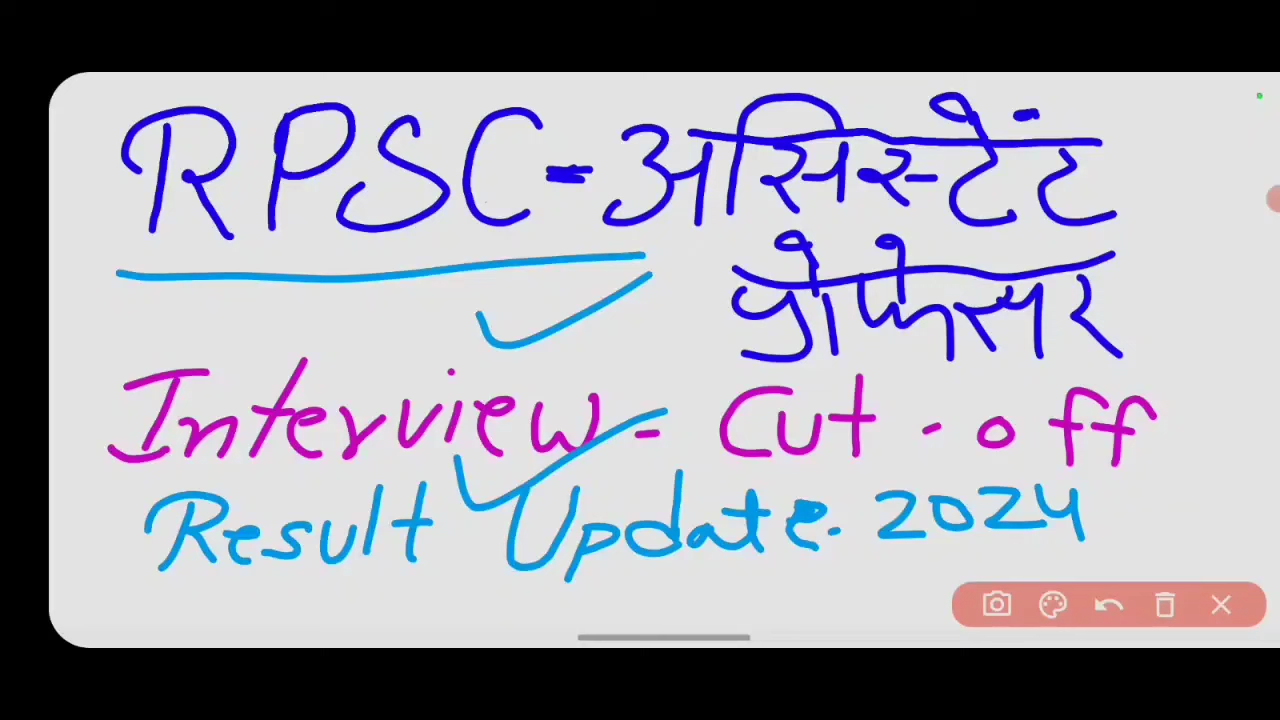 RPSC - असिस्टेंट
प्रोफेसर
Interview - Cut - off
Result Update. 2024